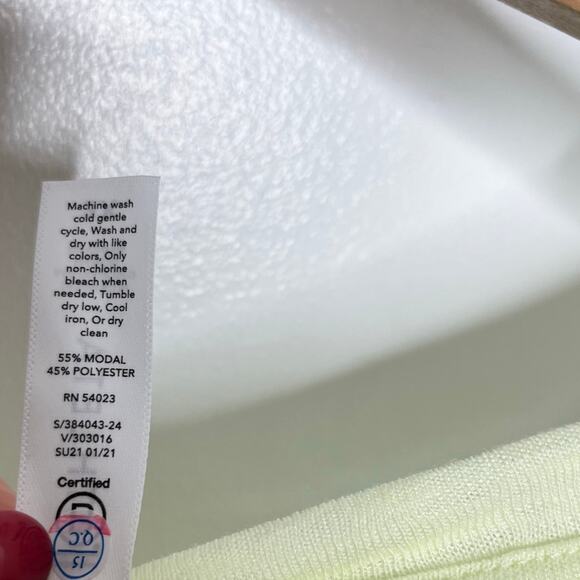 Machine wash
cold gentle
cycle, Wash and
dry with like
colors, Only
non-chlorine
bleach when
needed, Tumble
dry low, Cool
iron, Or dry
clean
55% MODAL
45% POLYESTER
RN 54023
S/384043-24
V/303016
SU21 01/21
Certified
B
Q.C